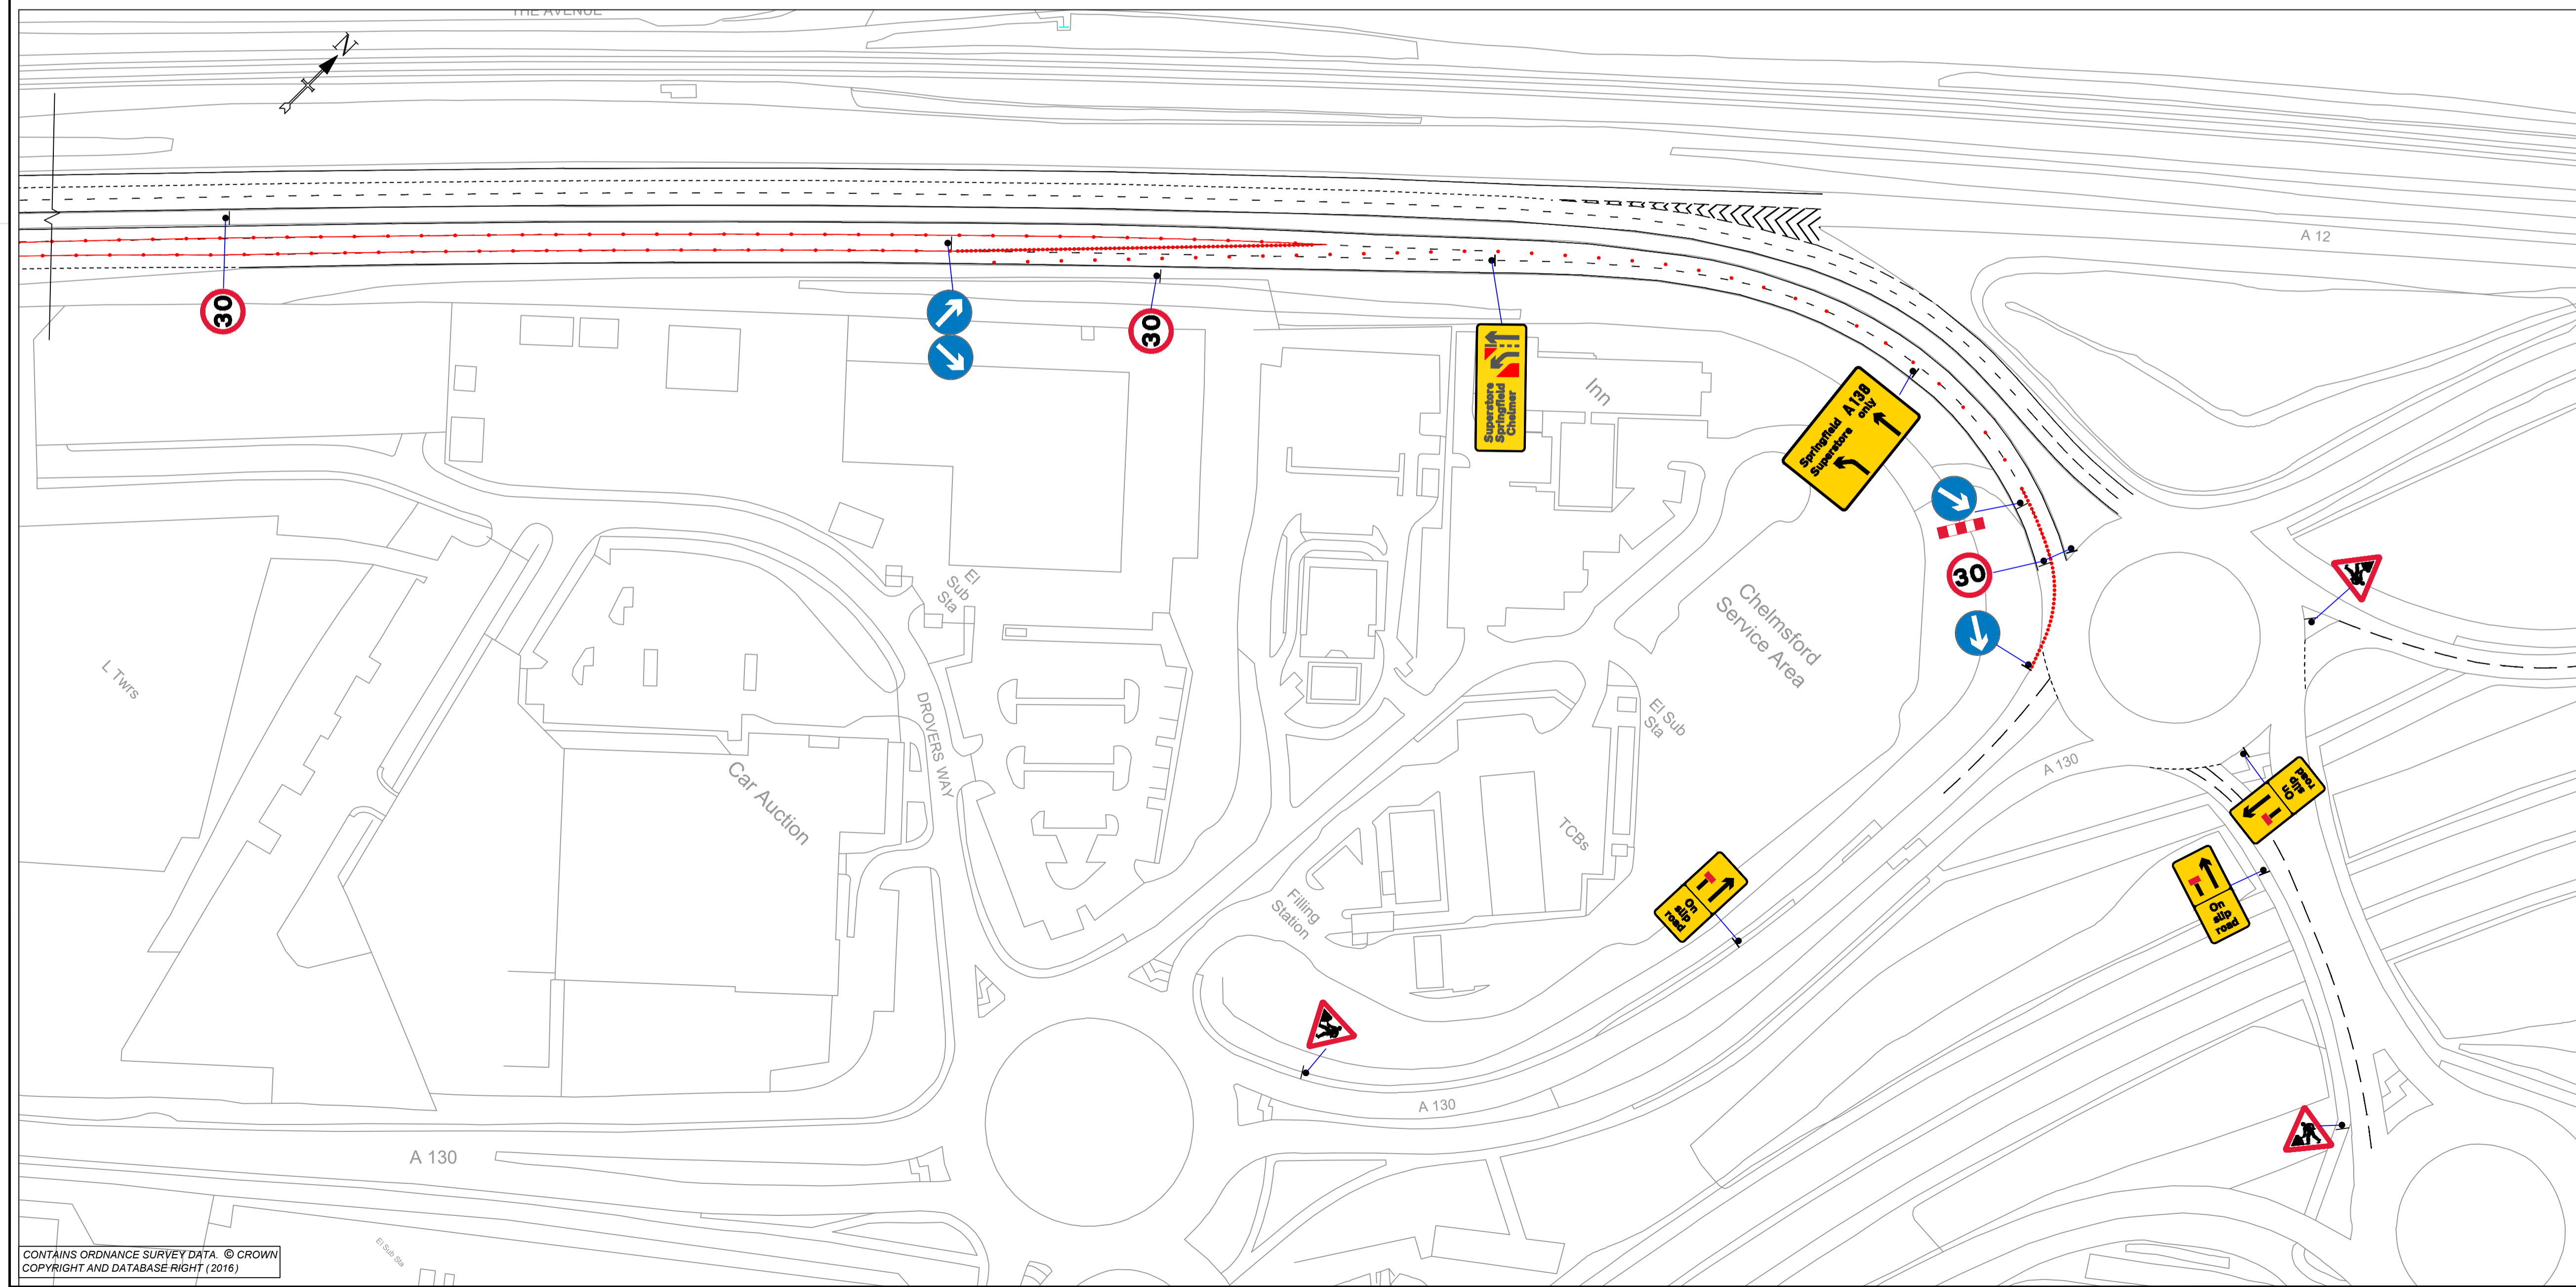 THE AVENUE
N
A 12
30
30
Superstore
Springfield
Chelmer
Inn
Springfield
Superstore
A138
only
30
Chelmsford
Service Area
El
Sub
Sta
L Twrs
DROVERS WAY
Car Auction
El Sub
Sta
TCBs
Filling
Station
A 130
On
slip
road
On
slip
road
On
slip
road
A 130
A 130
El Sub Sta
CONTAINS ORDNANCE SURVEY DATA. © CROWN
COPYRIGHT AND DATABASE RIGHT (2016)